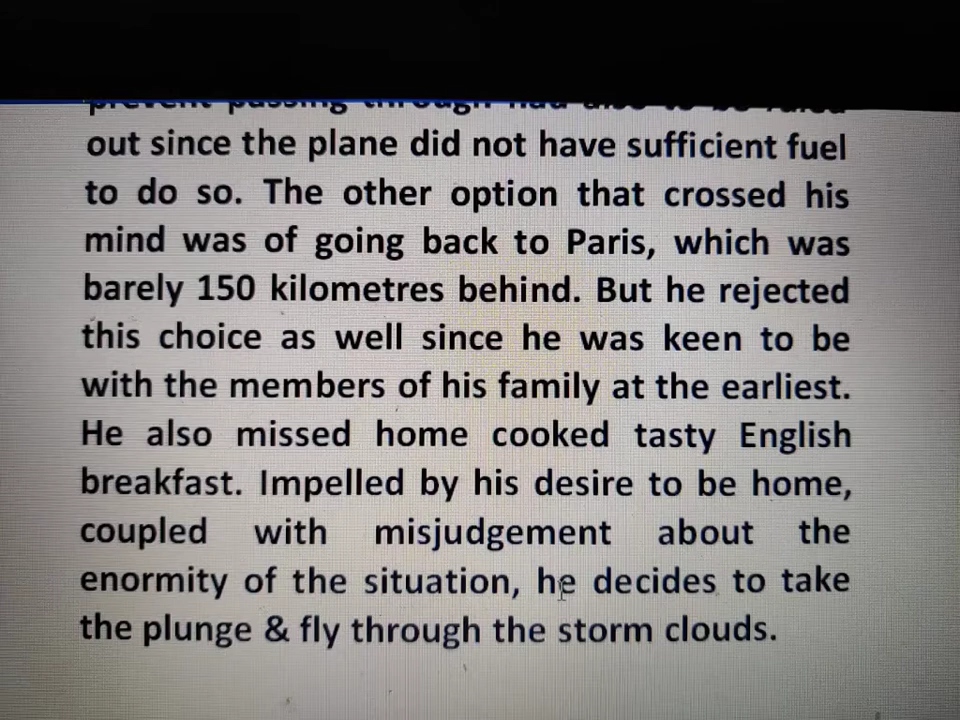 out since the plane did not have sufficient fuel
to do so. The other option that crossed his
mind was of going back to Paris, which was
barely 150 kilometres behind. But he rejected
this choice as well since he was keen to be
with the members of his family at the earliest.
He also missed home cooked tasty English
breakfast. Impelled by his desire to be home,
coupled with misjudgement about the
enormity of the situation, he decides to take
the plunge & fly through the storm clouds.